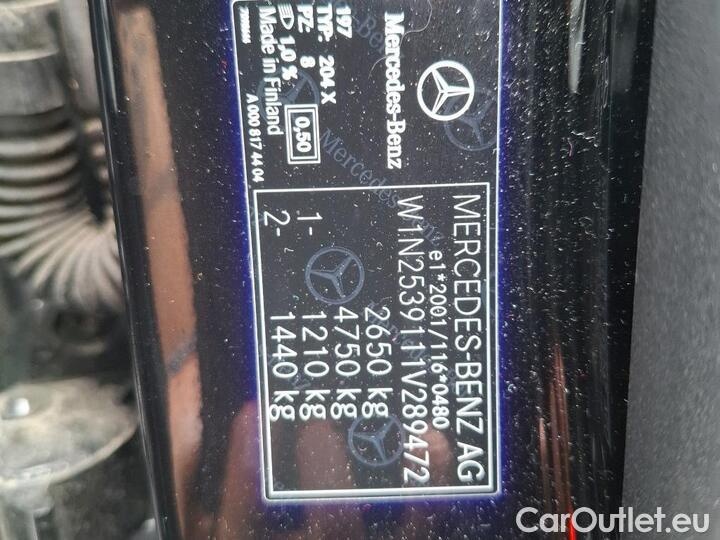 Mercedes-Benz
197
TYP: 204 X
PZ: 8
1,0 %
Made in Finland
0,50
A 000 817 44 04
MERCEDES-BENZ AG
e1*2001/116*0480
W1N2539111V289472
2650 kg
4750 kg
1- 1210 kg
2- 1440 kg
Mercedes-Benz
CarOutlet.eu